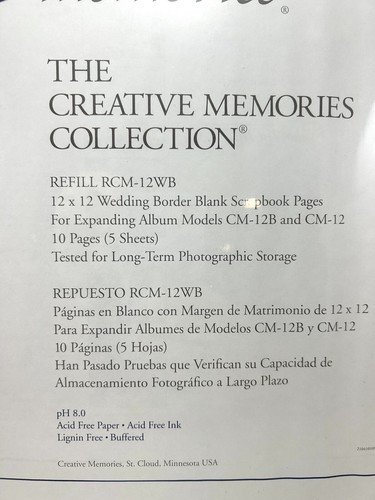 ®
THE
CREATIVE MEMORIES
COLLECTION®
REFILL RCM-12WB
12 x 12 Wedding Border Blank Scrapbook Pages
For Expanding Album Models CM-12B and CM-12
10 Pages (5 Sheets)
Tested for Long-Term Photographic Storage
REPUESTO RCM-12WB
Páginas en Blanco con Margen de Matrimonio de 12 x 12
Para Expandir Albumes de Modelos CM-12B y CM-12
10 Páginas (5 Hojas)
Han Pasado Pruebas que Verifican su Capacidad de
Almacenamiento Fotográfico a Largo Plazo
pH 8.0
Acid Free Paper • Acid Free Ink
Lignin Free • Buffered
Creative Memories, St. Cloud, Minnesota USA